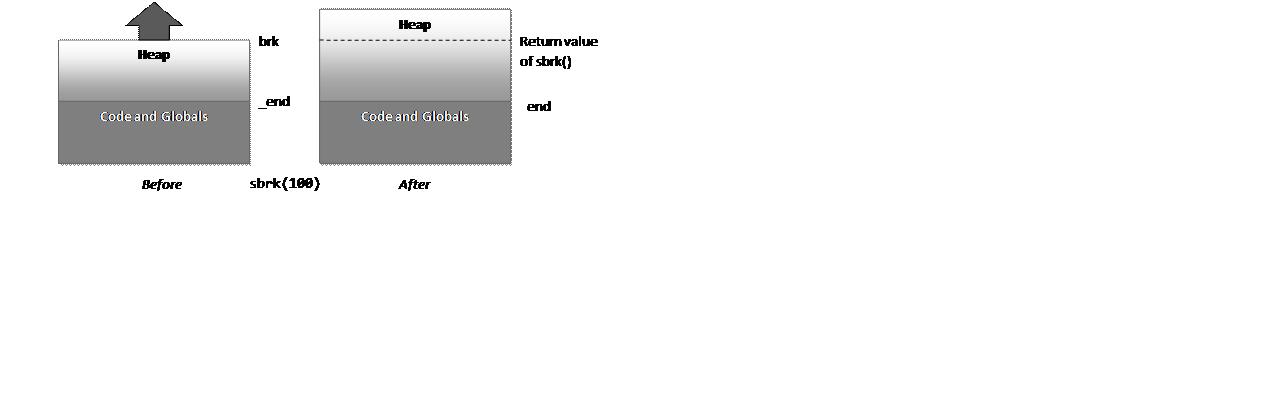 Heap
brk
_end
Code and Globals
Before
sbrk(100)
Heap
Return value
of sbrk()
end
Code and Globals
After